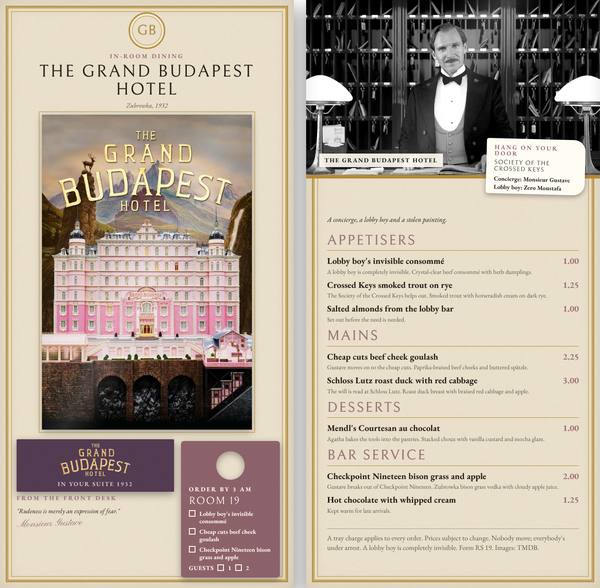 GB
IN-ROOM DINING
THE GRAND BUDAPEST
HOTEL
Zubrowka, 1932
THE
GRAND
BUDAPEST
HOTEL
THE
GRAND
BUDAPEST
HOTEL
IN YOUR SUITE 1932
FROM THE FRONT DESK
"Rudeness is merely an expression of fear."
Monsieur Gustave
ORDER BY 3 AM
ROOM 19
Lobby boy's invisible
consommé
Cheap cuts beef cheek
goulash
Checkpoint Nineteen bison
grass and apple
GUESTS 1 2
THE GRAND BUDAPEST HOTEL
HANG ON YOUR
DOOR
SOCIETY OF THE
CROSSED KEYS
Concierge: Monsieur Gustave
Lobby boy: Zero Moustafa
A concierge, a lobby boy and a stolen painting.
APPETISERS
Lobby boy's invisible consommé 1.00
A lobby boy is completely invisible. Crystal-clear beef consommé with herb dumplings.
Crossed Keys smoked trout on rye 1.25
The Society of the Crossed Keys helps out. Smoked trout with horseradish cream on dark rye.
Salted almonds from the lobby bar 1.00
Set out before the need is needed.
MAINS
Cheap cuts beef cheek goulash 2.25
Gustave moves on to the cheap cuts. Paprika-braised beef cheeks and buttered spätzle.
Schloss Lutz roast duck with red cabbage 3.00
The will is read at Schloss Lutz. Roast duck breast with braised red cabbage and apple.
DESSERTS
Mendl's Courtesan au chocolat 1.00
Agatha bakes the tools into the pastries. Stacked choux with vanilla custard and mocha glaze.
BAR SERVICE
Checkpoint Nineteen bison grass and apple 2.00
Gustave breaks out of Checkpoint Nineteen. Zubrowka bison grass vodka with cloudy apple juice.
Hot chocolate with whipped cream 1.25
Kept warm for late arrivals.
A tray charge applies to every order. Prices subject to change. Nobody move; everybody's
under arrest. A lobby boy is completely invisible. Form RS 19. Images: TMDB.